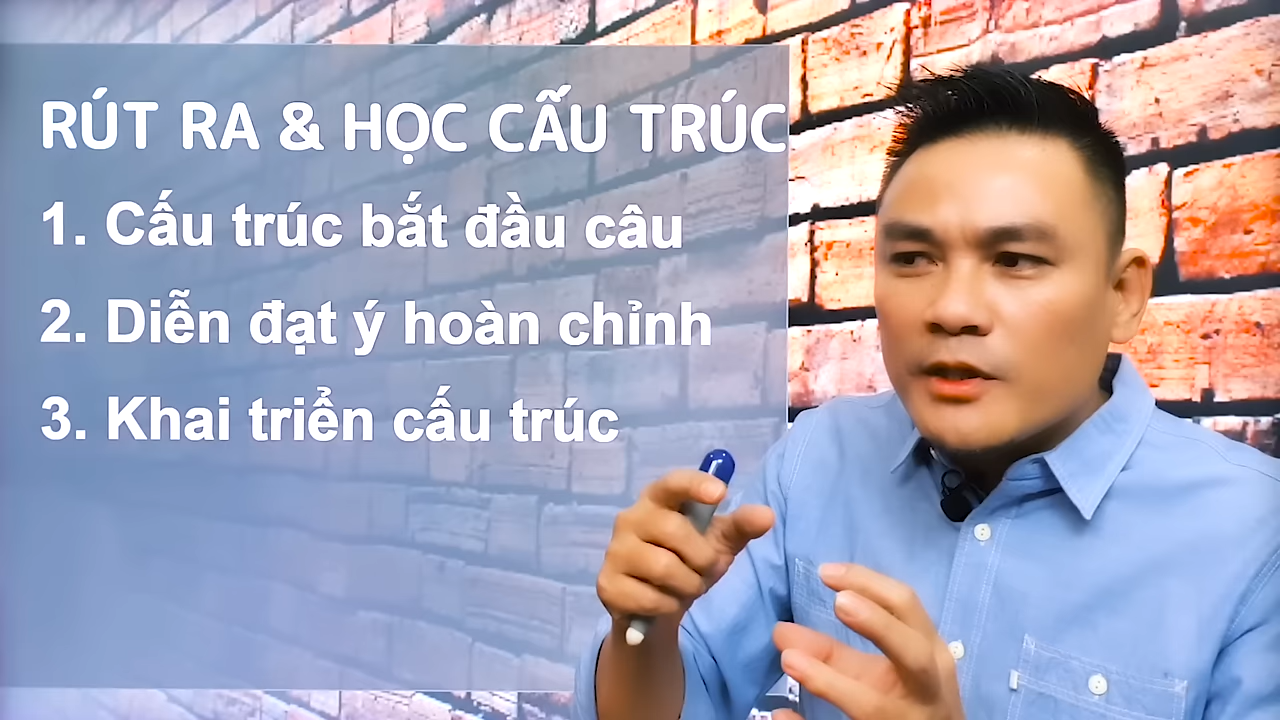 RÚT RA & HỌC CẤU TRÚC
1. Cấu trúc bắt đầu câu
2. Diễn đạt ý hoàn chỉnh
3. Khai triển cấu trúc